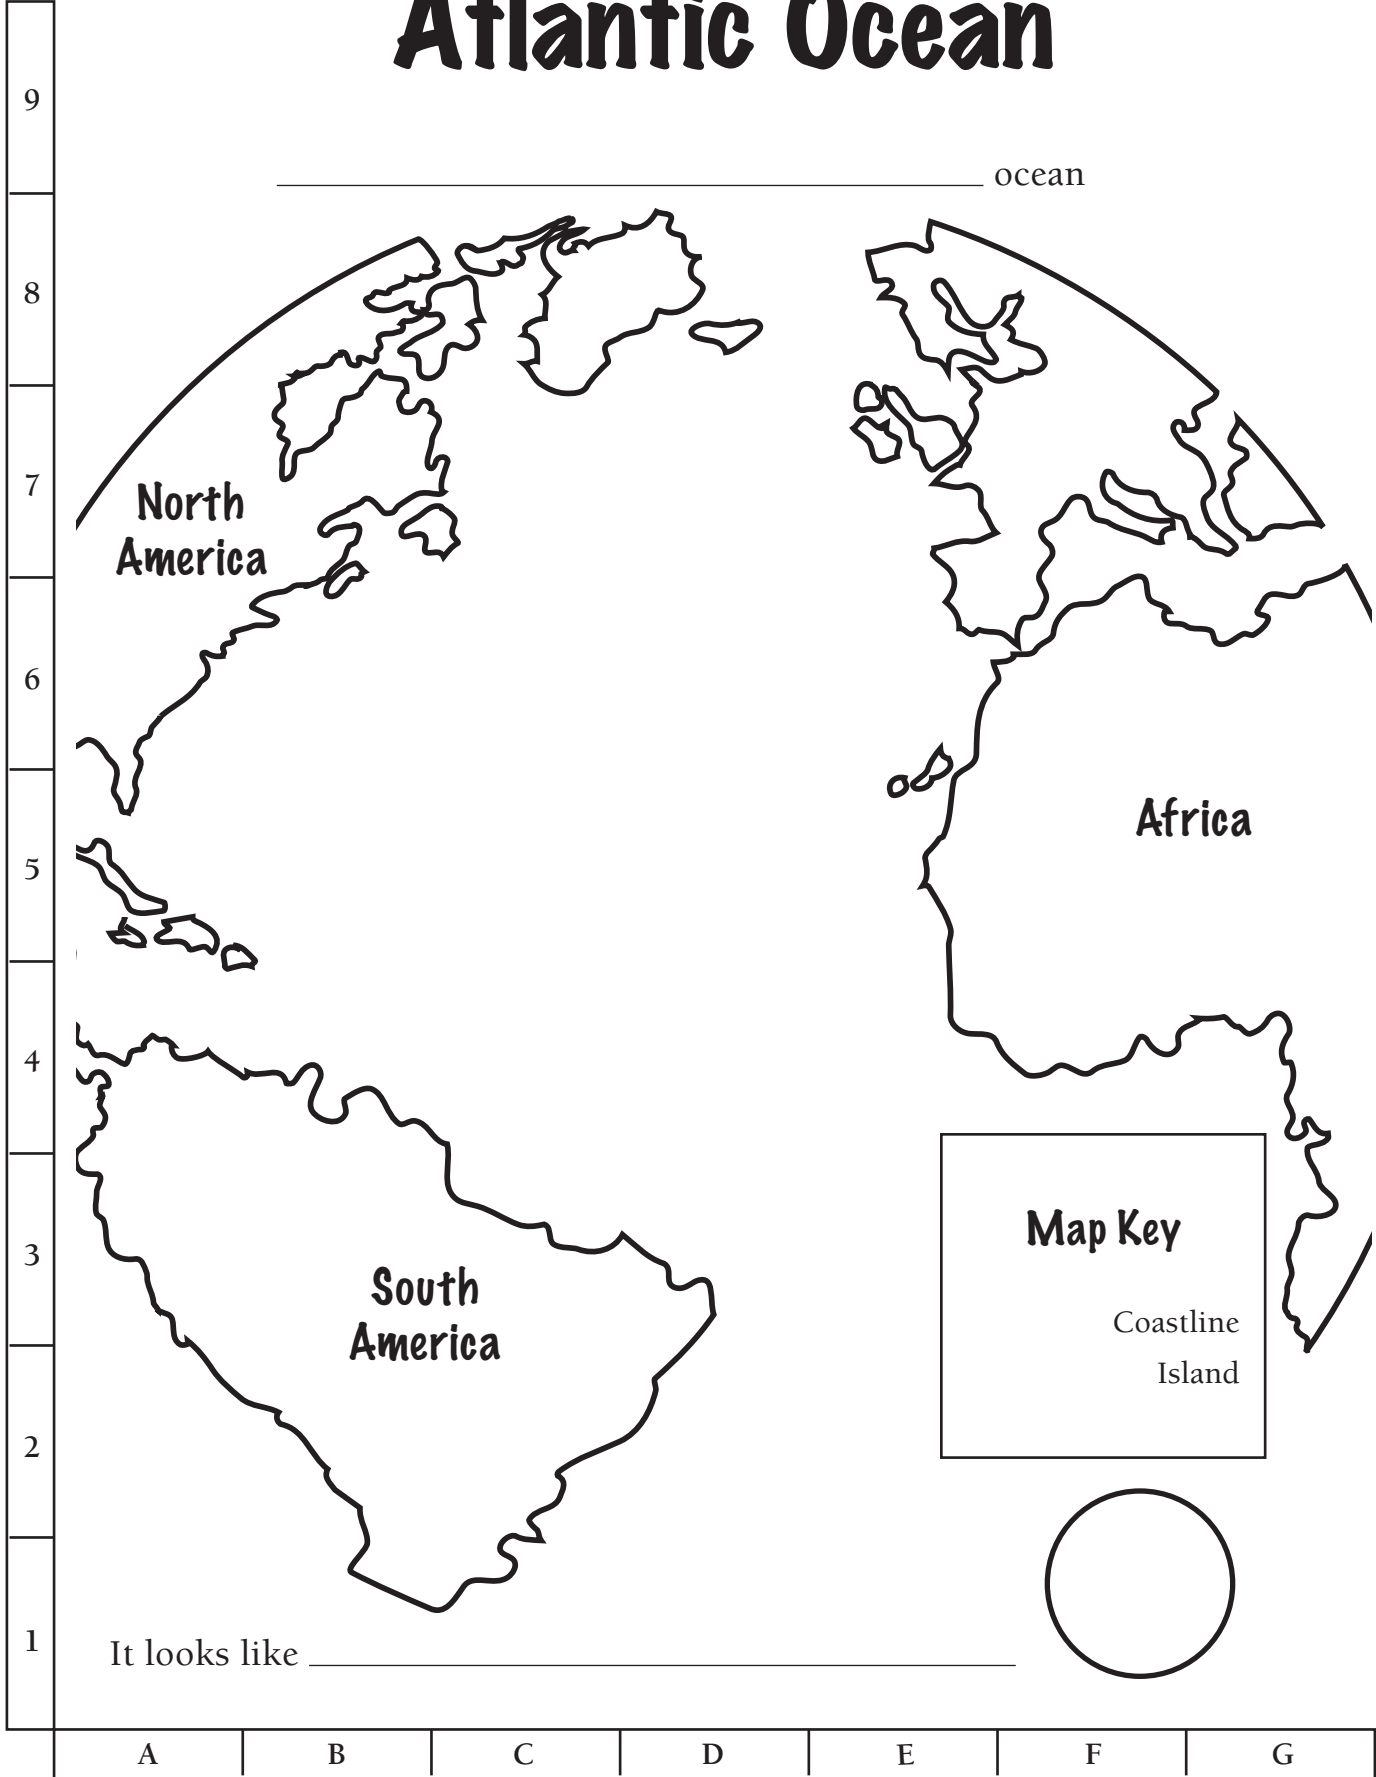 Atlantic Ocean
9
ocean
8
7
North
America
6
Africa
5
4
Map Key
3
South
America
Coastline
Island
2
1
It looks like
A B C D E F G